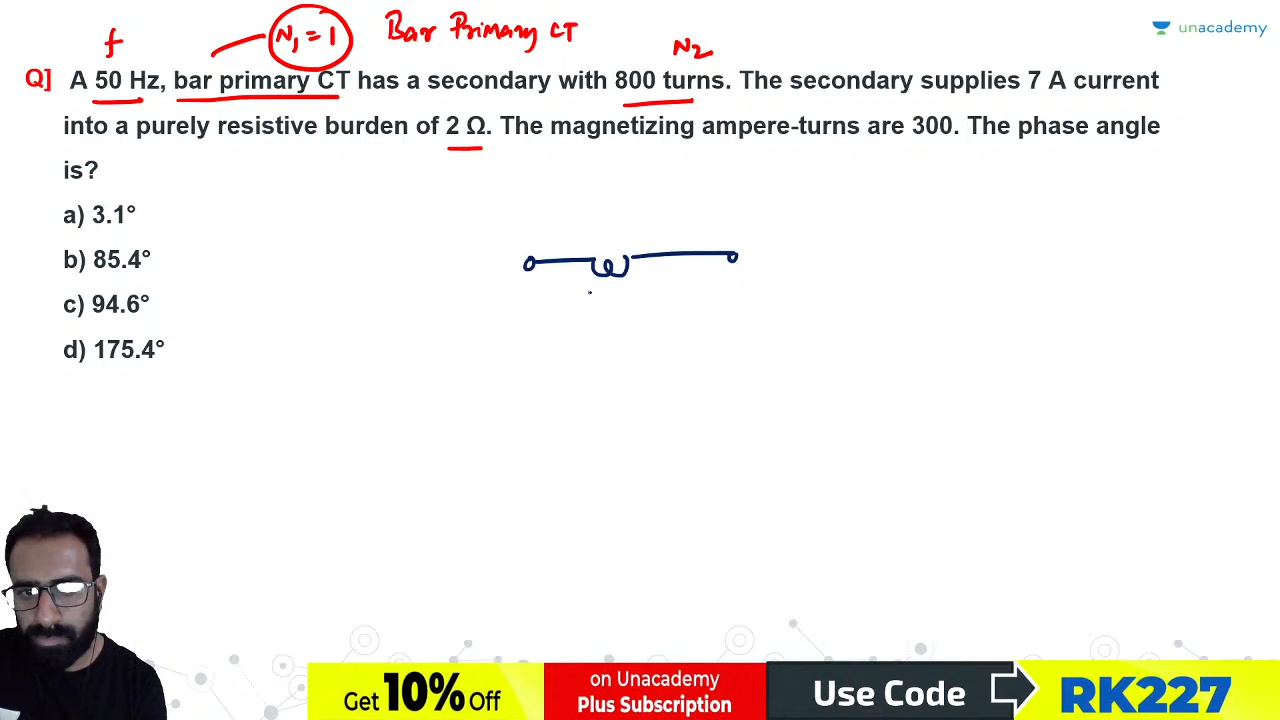 f
N₁ = 1
Bar Primary CT
N₂
unacademy
Q] A 50 Hz, bar primary CT has a secondary with 800 turns. The secondary supplies 7 A current
into a purely resistive burden of 2 Ω. The magnetizing ampere-turns are 300. The phase angle
is?
a) 3.1°
b) 85.4°
c) 94.6°
d) 175.4°
Get 10% Off
on Unacademy
Plus Subscription
Use Code
RK227